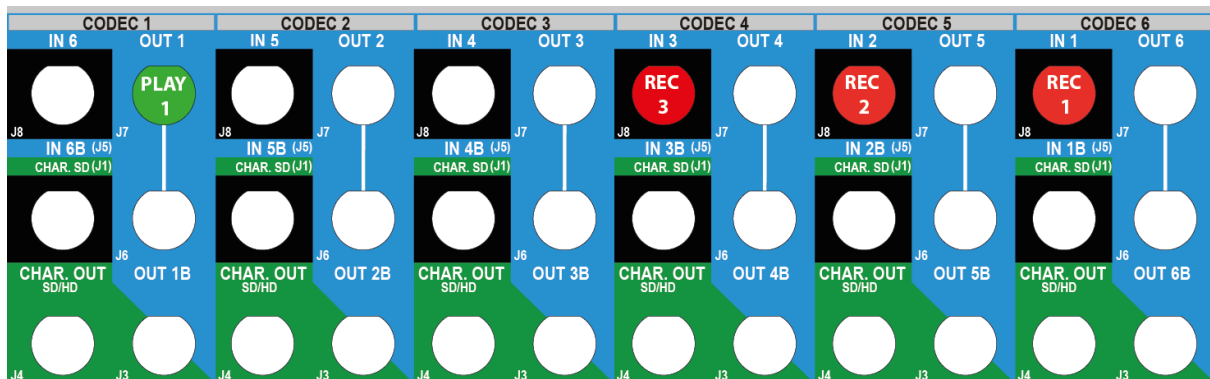 CODEC 1 CODEC 2 CODEC 3 CODEC 4 CODEC 5 CODEC 6
IN 6 OUT 1 IN 5 OUT 2 IN 4 OUT 3 IN 3 OUT 4 IN 2 OUT 5 IN 1 OUT 6
PLAY REC REC REC
1 3 2 1
J8 J7 J8 J7 J8 J7 J8 J7 J8 J7 J8 J7
IN 6B (J5) IN 5B (J5) IN 4B (J5) IN 3B (J5) IN 2B (J5) IN 1B (J5)
CHAR. SD (J1) CHAR. SD (J1) CHAR. SD (J1) CHAR. SD (J1) CHAR. SD (J1) CHAR. SD (J1)
J6 J6 J6 J6 J6 J6
CHAR. OUT OUT 1B CHAR. OUT OUT 2B CHAR. OUT OUT 3B CHAR. OUT OUT 4B CHAR. OUT OUT 5B CHAR. OUT OUT 6B
SD/HD SD/HD SD/HD SD/HD SD/HD SD/HD
J4 J3 J4 J3 J4 J3 J4 J3 J4 J3 J4 J3